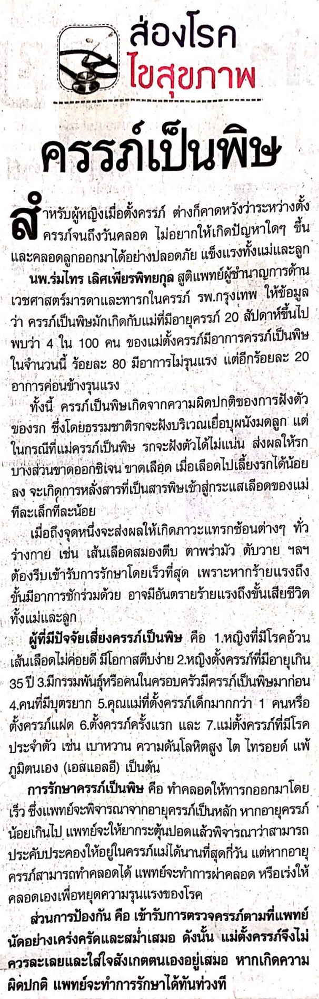 ส่องโรค
ไขสุขภาพ
ครรภ์เป็นพิษ
สำหรับผู้หญิงเมื่อตั้งครรภ์ ต่างก็คาดหวังว่าระหว่างตั้ง
ครรภ์จนถึงวันคลอด ไม่อยากให้เกิดปัญหาใดๆ ขึ้น
และคลอดลูกออกมาได้อย่างปลอดภัย แข็งแรงทั้งแม่และลูก
นพ.ร่มไทร เลิศเพียรพิทยกุล สูติแพทย์ผู้ชำนาญการด้าน
เวชศาสตร์มารดาและทารกในครรภ์ รพ.กรุงเทพ ให้ข้อมูล
ว่า ครรภ์เป็นพิษมักเกิดกับแม่ที่มีอายุครรภ์ 20 สัปดาห์ขึ้นไป
พบว่า 4 ใน 100 คน ของแม่ตั้งครรภ์มีอาการครรภ์เป็นพิษ
ในจำนวนนี้ ร้อยละ 80 มีอาการไม่รุนแรง แต่อีกร้อยละ 20
อาการค่อนข้างรุนแรง
ทั้งนี้ ครรภ์เป็นพิษเกิดจากความผิดปกติของการฝังตัว
ของรก ซึ่งโดยธรรมชาติรกจะฝังบริเวณเยื่อบุผนังมดลูก แต่
ในกรณีที่แม่ครรภ์เป็นพิษ รกจะฝังตัวได้ไม่แน่น ส่งผลให้รก
บางส่วนขาดออกซิเจน ขาดเลือด เมื่อเลือดไปเลี้ยงรกได้น้อย
ลง จะเกิดการหลั่งสารที่เป็นสารพิษเข้าสู่กระแสเลือดของแม่
ทีละเล็กทีละน้อย
เมื่อถึงจุดหนึ่งจะส่งผลให้เกิดภาวะแทรกซ้อนต่างๆ ทั่ว
ร่างกาย เช่น เส้นเลือดสมองตีบ ตาพร่ามัว ตับวาย ฯลฯ
ต้องรีบเข้ารับการรักษาโดยเร็วที่สุด เพราะหากร้ายแรงถึง
ขั้นมีอาการชักร่วมด้วย อาจมีอันตรายร้ายแรงถึงขั้นเสียชีวิต
ทั้งแม่และลูก
ผู้ที่มีปัจจัยเสี่ยงครรภ์เป็นพิษ คือ 1.หญิงที่มีโรคอ้วน
เส้นเลือดไม่ค่อยดี มีโอกาสตีบง่าย 2.หญิงตั้งครรภ์ที่มีอายุเกิน
35 ปี 3.มีกรรมพันธุ์หรือคนในครอบครัวมีครรภ์เป็นพิษมาก่อน
4.คนที่มีบุตรยาก 5.คุณแม่ที่ตั้งครรภ์เด็กมากกว่า 1 คนหรือ
ตั้งครรภ์แฝด 6.ตั้งครรภ์ครั้งแรก และ 7.แม่ตั้งครรภ์ที่มีโรค
ประจำตัว เช่น เบาหวาน ความดันโลหิตสูง ไต ไทรอยด์ แพ้
ภูมิตนเอง (เอสแอลอี) เป็นต้น
การรักษาครรภ์เป็นพิษ คือ ทำคลอดให้ทารกออกมาโดย
เร็ว ซึ่งแพทย์จะพิจารณาจากอายุครรภ์เป็นหลัก หากอายุครรภ์
น้อยเกินไป แพทย์จะให้ยากระตุ้นปอดแล้วพิจารณาว่าสามารถ
ประคับประคองให้อยู่ในครรภ์แม่ได้นานที่สุดกี่วัน แต่หากอายุ
ครรภ์สามารถทำคลอดได้ แพทย์จะทำการผ่าคลอด หรือเร่งให้
คลอดเองเพื่อหยุดความรุนแรงของโรค
ส่วนการป้องกัน คือ เข้ารับการตรวจครรภ์ตามที่แพทย์
นัดอย่างเคร่งครัดและสม่ำเสมอ ดังนั้น แม่ตั้งครรภ์จึงไม่
ควรละเลยและใส่ใจสังเกตตนเองอยู่เสมอ หากเกิดความ
ผิดปกติ แพทย์จะทำการรักษาได้ทันท่วงที